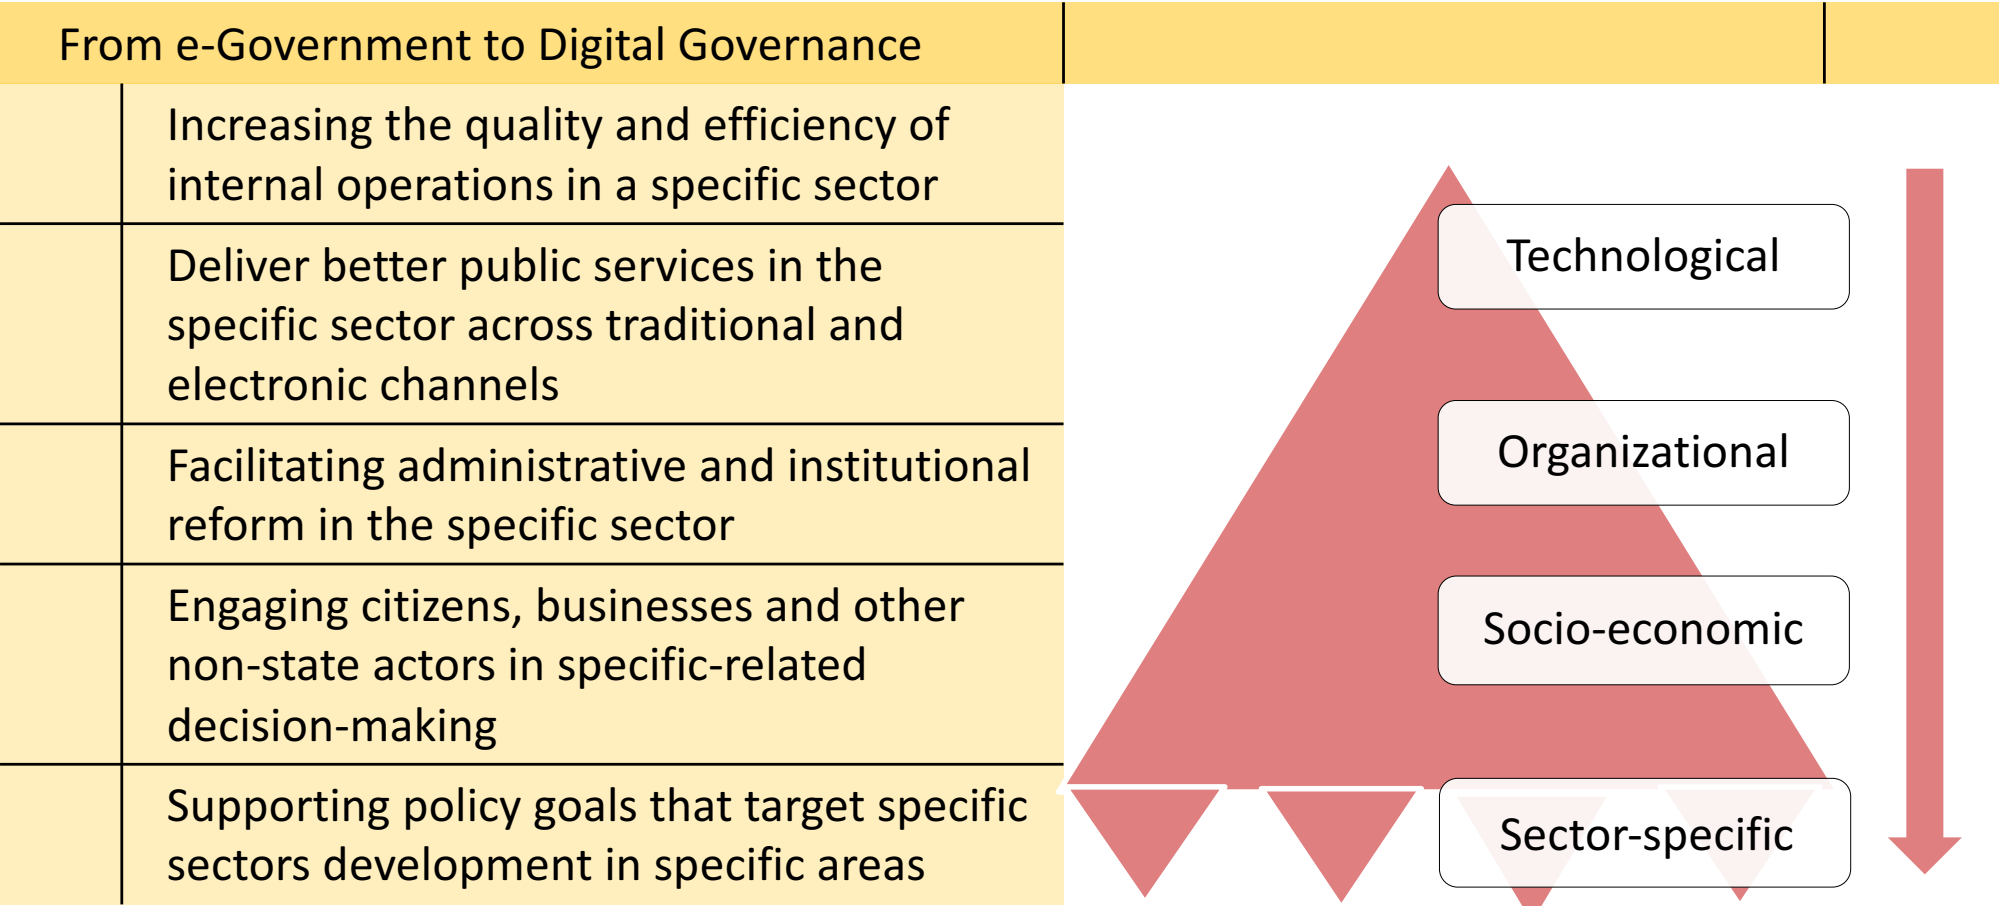 From e-Government to Digital Governance
Increasing the quality and efficiency of
internal operations in a specific sector
Deliver better public services in the
specific sector across traditional and
electronic channels
Facilitating administrative and institutional
reform in the specific sector
Engaging citizens, businesses and other
non-state actors in specific-related
decision-making
Supporting policy goals that target specific
sectors development in specific areas
Technological
Organizational
Socio-economic
Sector-specific